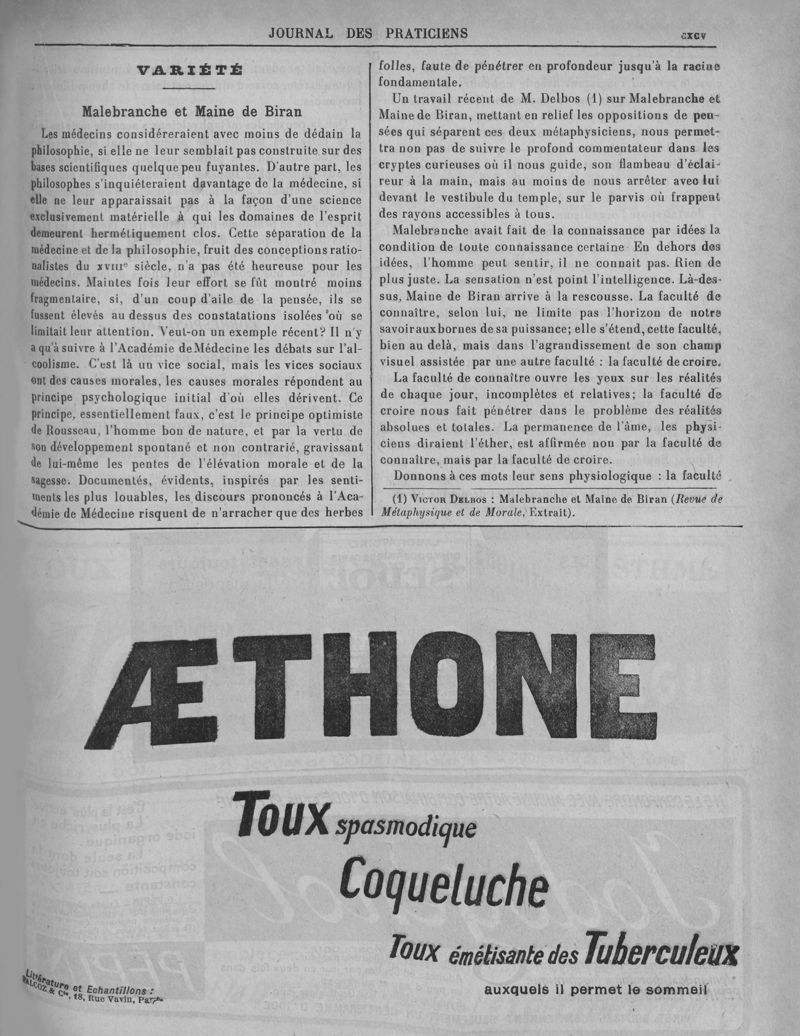 JOURNAL DES PRATICIENS
CXCV
VARIÉTÉ
Malebranche et Maine de Biran
Les médecins considéreraient avec moins de dédain la
philosophie, si elle ne leur semblait pas construite sur des
bases scientifiques quelque peu fuyantes. D'autre part, les
philosophes s'inquiéteraient davantage de la médecine, si
elle ne leur apparaissait pas à la façon d'une science
exclusivement matérielle à qui les domaines de l'esprit
demeurent hermétiquement clos. Cette séparation de la
médecine et de la philosophie, fruit des conceptions ratio-
nalistes du XVIIIe siècle, n'a pas été heureuse pour les
médecins. Maintes fois leur effort se fût montré moins
fragmentaire, si, d'un coup d'aile de la pensée, ils se
fussent élevés au dessus des constatations isolées où se
limitait leur attention. Veut-on un exemple récent? Il n'y
a qu'à suivre à l'Académie de Médecine les débats sur l'al-
coolisme. C'est là un vice social, mais les vices sociaux
ont des causes morales, les causes morales répondent au
principe psychologique initial d'où elles dérivent. Ce
principe, essentiellement faux, c'est le principe optimiste
de Rousseau, l'homme bon de nature, et par la vertu de
son développement spontané et non contrarié, gravissant
de lui-même les pentes de l'élévation morale et de la
sagesse. Documentés, évidents, inspirés par les senti-
ments les plus louables, les discours prononcés à l'Aca-
démie de Médecine risquent de n'arracher que des herbes
folles, faute de pénétrer en profondeur jusqu'à la racine
fondamentale.
Un travail récent de M. Delbos (1) sur Malebranche et
Maine de Biran, mettant en relief les oppositions de pen-
sées qui séparent ces deux métaphysiciens, nous permet-
tra non pas de suivre le profond commentateur dans les
cryptes curieuses où il nous guide, son flambeau d'éclai-
reur à la main, mais au moins de nous arrêter avec lui
devant le vestibule du temple, sur le parvis où frappent
des rayons accessibles à tous.
Malebranche avait fait de la connaissance par idées la
condition de toute connaissance certaine. En dehors des
idées, l'homme peut sentir, il ne connait pas. Rien de
plus juste. La sensation n'est point l'intelligence. Là-des-
sus, Maine de Biran arrive à la rescousse. La faculté de
connaître, selon lui, ne limite pas l'horizon de notre
savoir aux bornes de sa puissance; elle s'étend, cette faculté,
bien au delà, mais dans l'agrandissement de son champ
visuel assistée par une autre faculté : la faculté de croire.
La faculté de connaître ouvre les yeux sur les réalités
de chaque jour, incomplètes et relatives; la faculté de
croire nous fait pénétrer dans le problème des réalités
absolues et totales. La permanence de l'âme, les physi-
ciens diraient l'éther, est affirmée non par la faculté de
connaître, mais par la faculté de croire.
Donnons à ces mots leur sens physiologique : la faculté
(1) VICTOR DELBOS : Malebranche et Maine de Biran (Revue de
Métaphysique et de Morale, Extrait).
ÆTHONE
Toux spasmodique
Coqueluche
Toux émétisante des Tuberculeux
auxquels il permet le sommeil
Littérature et Echantillons :
FALCOZ & Cie, 18, Rue Vavin, Paris